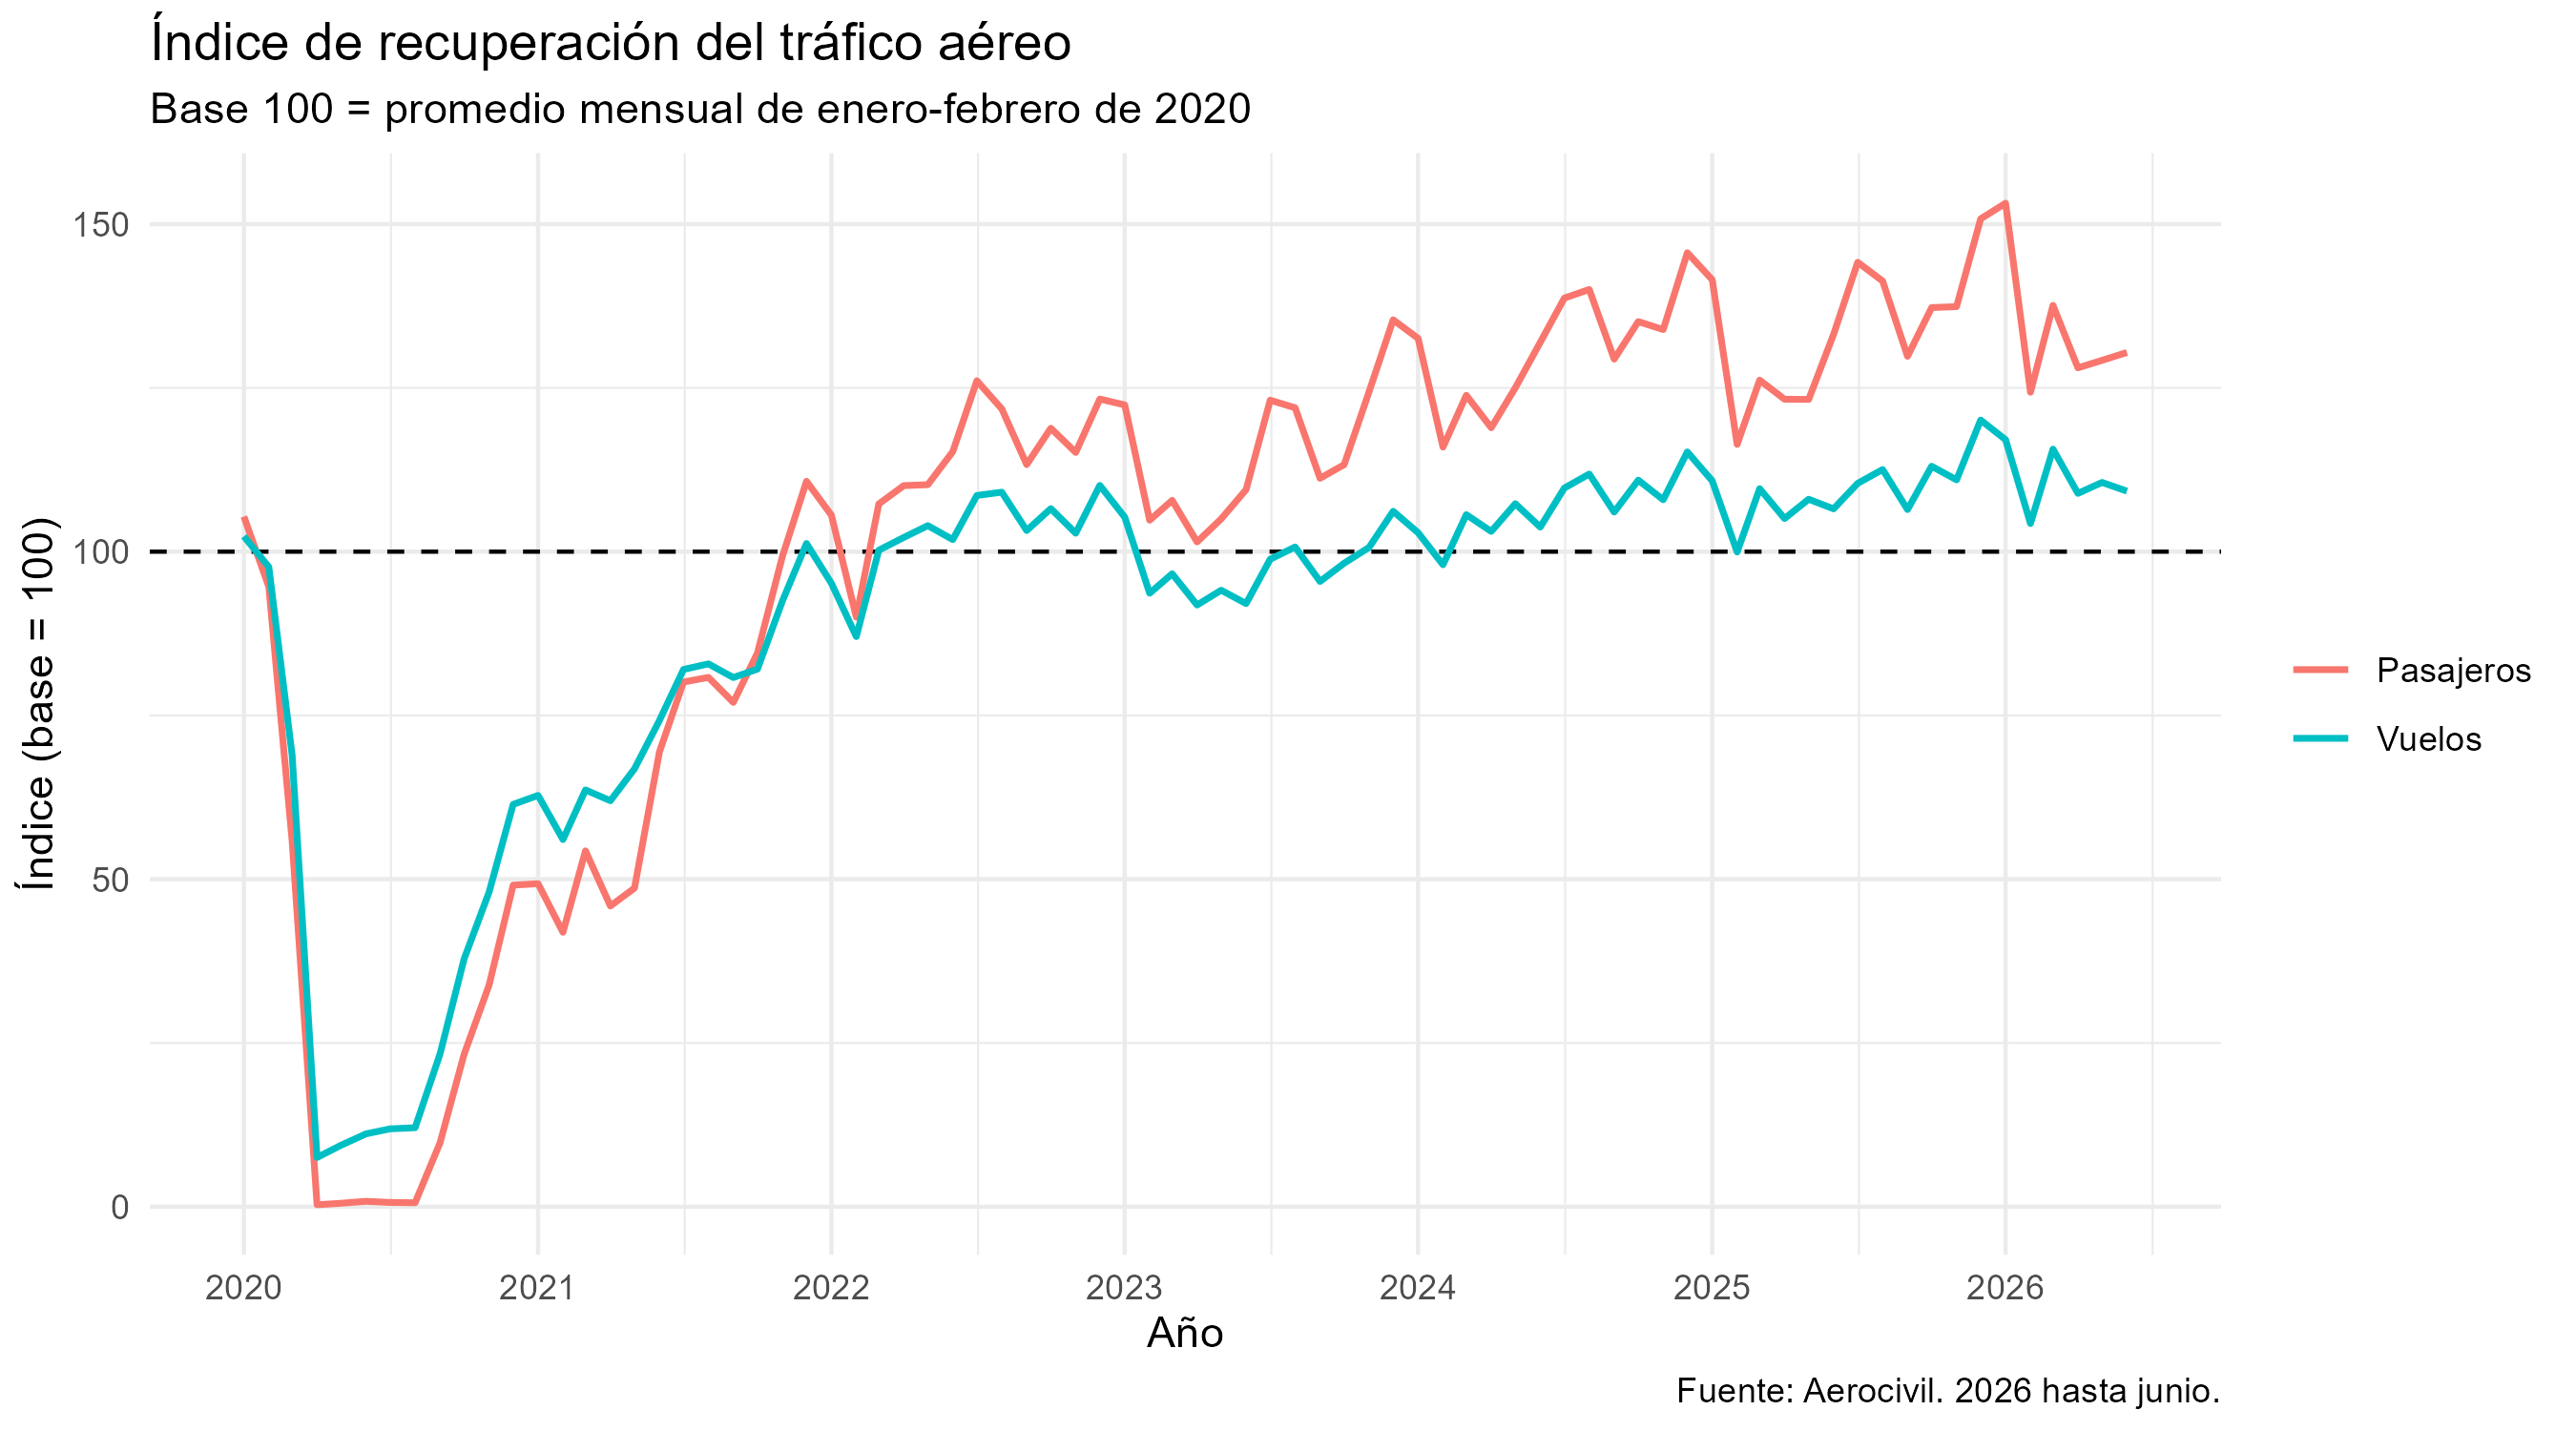 Índice de recuperación del tráfico aéreo
Base 100 = promedio mensual de enero-febrero de 2020
Índice (base = 100)
150
100
50
0
Pasajeros
Vuelos
2020 2021 2022 2023 2024 2025 2026
Año
Fuente: Aerocivil. 2026 hasta junio.